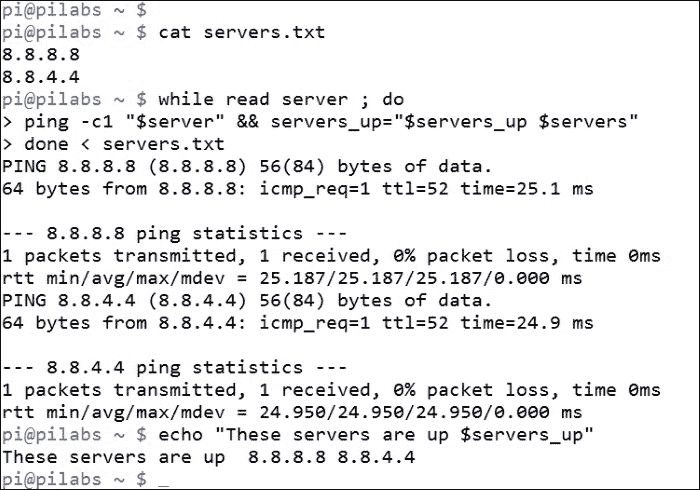 pi@pilabs ~ $
pi@pilabs ~ $ cat servers.txt
8.8.8.8
8.8.4.4
pi@pilabs ~ $ while read server ; do
> ping -c1 "$server" && servers_up="$servers_up $servers"
> done < servers.txt
PING 8.8.8.8 (8.8.8.8) 56(84) bytes of data.
64 bytes from 8.8.8.8: icmp_req=1 ttl=52 time=25.1 ms

--- 8.8.8.8 ping statistics ---
1 packets transmitted, 1 received, 0% packet loss, time 0ms
rtt min/avg/max/mdev = 25.187/25.187/25.187/0.000 ms
PING 8.8.4.4 (8.8.4.4) 56(84) bytes of data.
64 bytes from 8.8.4.4: icmp_req=1 ttl=52 time=24.9 ms

--- 8.8.4.4 ping statistics ---
1 packets transmitted, 1 received, 0% packet loss, time 0ms
rtt min/avg/max/mdev = 24.950/24.950/24.950/0.000 ms
pi@pilabs ~ $ echo "These servers are up $servers_up"
These servers are up  8.8.8.8 8.8.4.4
pi@pilabs ~ $ _